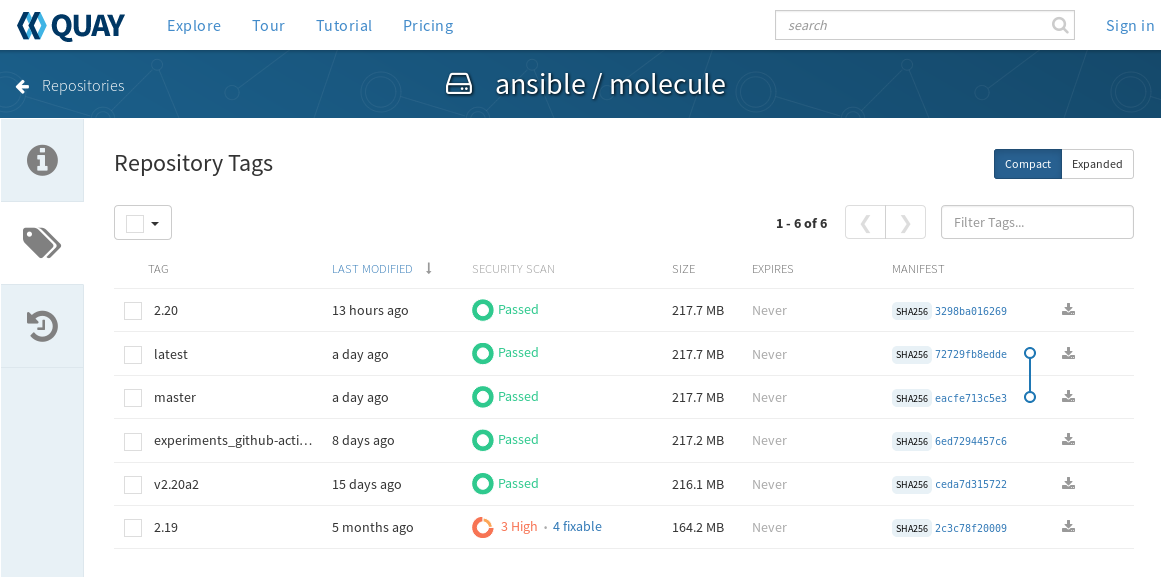 QUAY Explore Tour Tutorial Pricing search Sign in
Repositories ansible / molecule
Repository Tags Compact Expanded
1 - 6 of 6 Filter Tags...
TAG LAST MODIFIED SECURITY SCAN SIZE EXPIRES MANIFEST
2.20 13 hours ago Passed 217.7 MB Never SHA256 3298ba016269
latest a day ago Passed 217.7 MB Never SHA256 72729fb8edde
master a day ago Passed 217.7 MB Never SHA256 eacfe713c5e3
experiments_github-acti... 8 days ago Passed 217.2 MB Never SHA256 6ed7294457c6
v2.20a2 15 days ago Passed 216.1 MB Never SHA256 ceda7d315722
2.19 5 months ago 3 High • 4 fixable 164.2 MB Never SHA256 2c3c78f20009